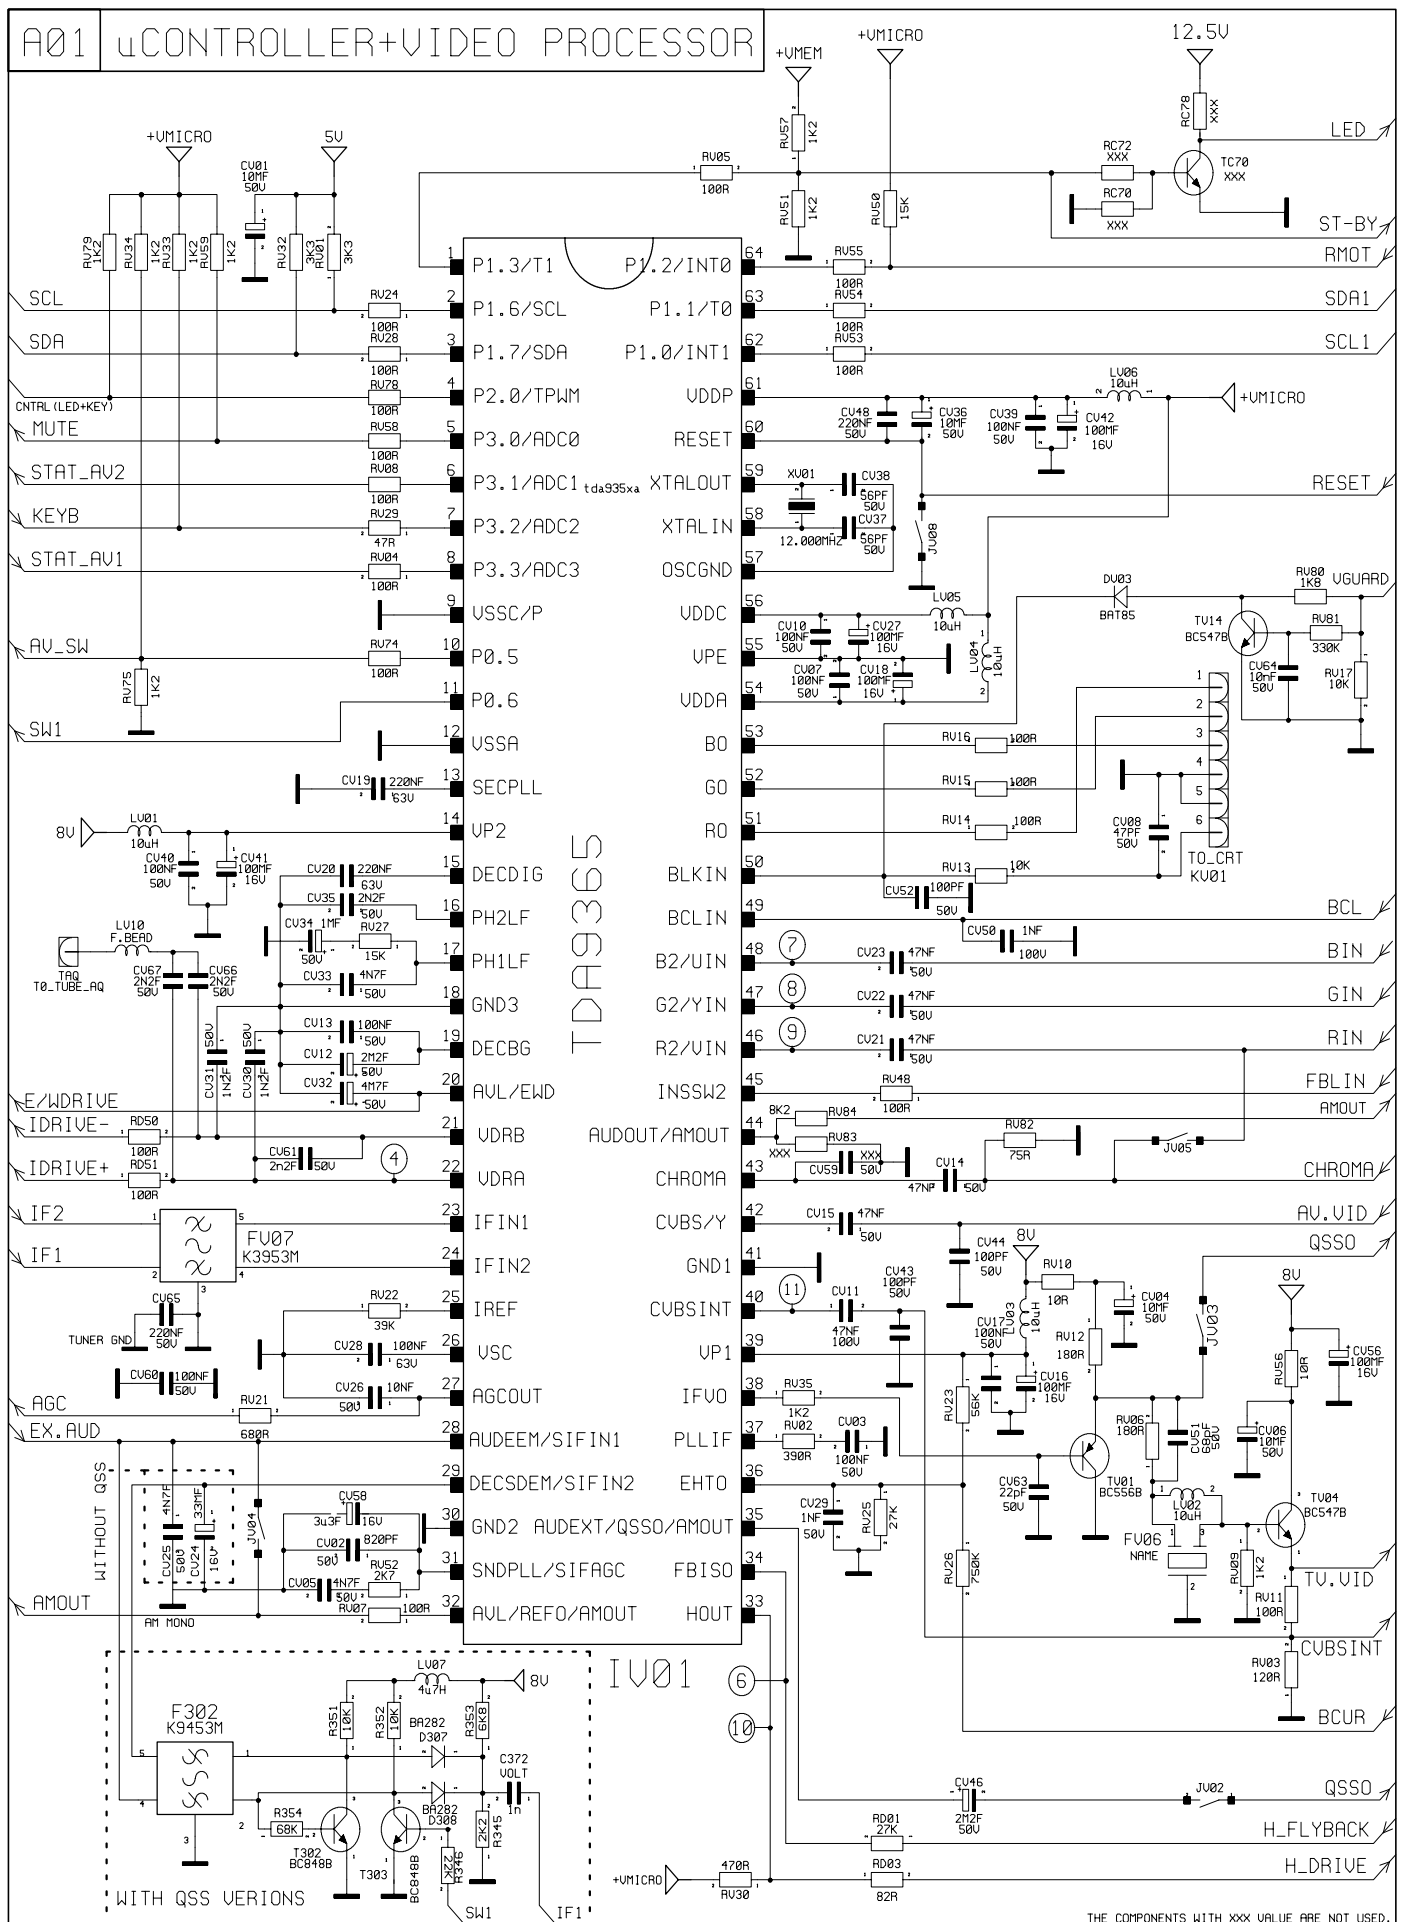 A01 uCONTROLLER+VIDEO PROCESSOR
+VMEM
+VMICRO
12.5V
RC78
XXX
LED
+VMICRO
5V
CV01
10MF
50V
RV05
100R
RV57
1K2
RV51
1K2
RV50
15K
RC72
XXX
RC70
XXX
TC70
XXX
ST-BY
RMOT
RV79
1K2
RV34
1K2
RV33
1K2
RV59
1K2
RV32
3K3
RV01
3K3
SCL
SDA
CNTRL(LED+KEY)
MUTE
STAT_AV2
KEYB
STAT_AV1
AV_SW
SW1
RV24
100R
RV28
100R
RV78
100R
RV58
100R
RV08
100R
RV29
47R
RV04
100R
RV74
100R
RV75
1K2
1 P1.3/T1
2 P1.6/SCL
3 P1.7/SDA
4 P2.0/TPWM
5 P3.0/ADC0
6 P3.1/ADC1
7 P3.2/ADC2
8 P3.3/ADC3
9 VSSC/P
10 P0.5
11 P0.6
12 VSSA
13 SECPLL
14 VP2
15 DECDIG
16 PH2LF
17 PH1LF
18 GND3
19 DECBG
20 AVL/EWD
21 VDRB
22 VDRA
23 IFIN1
24 IFIN2
25 IREF
26 VSC
27 AGCOUT
28 AUDEEM/SIFIN1
29 DECSDEM/SIFIN2
30 GND2
31 SNDPLL/SIFAGC
32 AVL/REFO/AMOUT
tda935xa
TDA9365
IV01
P1.2/INT0 64
P1.1/T0 63
P1.0/INT1 62
VDDP 61
RESET 60
XTALOUT 59
XTALIN 58
OSCGND 57
VDDC 56
VPE 55
VDDA 54
BO 53
GO 52
RO 51
BLKIN 50
BCLIN 49
B2/UIN 48
G2/YIN 47
R2/VIN 46
INSSW2 45
AUDOUT/AMOUT 44
CHROMA 43
CVBS/Y 42
GND1 41
CVBSINT 40
VP1 39
IFVO 38
PLLIF 37
EHTO 36
AUDEXT/QSSO/AMOUT 35
FBISO 34
HOUT 33
RV55
100R
RV54
100R
RV53
100R
SDA1
SCL1
LV06
10uH
+VMICRO
CV48
220NF
50V
CV36
10MF
50V
CV39
100NF
50V
CV42
100MF
16V
RESET
XV01
12.000MHZ
CV38
56PF
50V
CV37
56PF
50V
JV08
LV05
10uH
LV04
10uH
CV10
100NF
50V
CV27
100MF
16V
CV07
100NF
50V
CV18
100MF
16V
DV03
BAT85
RV80
1K8
VGUARD
TV14
BC547B
RV81
330K
CV64
10nF
50V
RV17
10K
RV16
100R
RV15
100R
RV14
100R
RV13
10K
CV52
100PF
50V
1
2
3
4
5
6
CV08
47PF
50V
TO_CRT
KV01
BCL
CV50
1NF
100V
BIN
GIN
RIN
FBLIN
AMOUT
CHROMA
AV.VID
QSSO
7
8
9
CV23
47NF
50V
CV22
47NF
50V
CV21
47NF
50V
RV48
100R
8K2
RV84
RV83
XXX
CV59
XXX
50V
CV14
47NF
50V
RV82
75R
JV05
CV15
47NF
50V
CV44
100PF
50V
8V
RV10
10R
CV04
10MF
50V
JV03
8V
11
CV11
47NF
100V
CV43
100PF
50V
LV03
10uH
CV17
100NF
50V
CV16
100MF
16V
RV12
180R
RV56
10R
CV56
100MF
16V
RV35
1K2
RV02
390R
CV03
100NF
50V
RV23
56K
CV29
1NF
50V
RV25
27K
RV26
750K
CV63
22pF
50V
TV01
BC556B
RV06
180R
CV51
68pF
50V
CV06
10MF
50V
LV02
10uH
FV06
NAME
TV04
BC547B
RV09
1K2
RV11
100R
RV03
120R
TV.VID
CVBSINT
BCUR
QSSO
H_FLYBACK
H_DRIVE
CV46
2M2F
50V
JV02
RD01
27K
RD03
82R
+VMICRO
470R
RV30
6
10
CV19
220NF
63V
8V
LV01
10uH
CV40
100NF
50V
CV41
100MF
16V
CV20
220NF
63V
CV35
2N2F
50V
CV34
1MF
50V
RV27
15K
CV33
4N7F
50V
LV10
F.BEAD
TAQ
T0_TUBE_AQ
CV67
2N2F
50V
CV66
2N2F
50V
CV13
100NF
50V
CV12
2M2F
50V
CV32
4M7F
50V
CV31
1N2F
50V
CV30
1N2F
50V
E/WDRIVE
IDRIVE-
RD50
100R
IDRIVE+
RD51
100R
CV61
2n2F
50V
4
IF2
IF1
FV07
K3953M
1
2
3
4
5
CV65
220NF
50V
TUNER GND
CV60
100NF
50V
RV22
39K
CV28
100NF
63V
CV26
10NF
50V
AGC
RV21
680R
EX.AUD
WITHOUT QSS
CV25
4N7F
50V
CV24
33MF
16V
JV04
CV58
3u3F
16V
CV02
820PF
50V
CV05
4N7F
50V
RV52
2K7
AMOUT
AM MONO
RV07
100R
LV07
4u7H
8V
F302
K9453M
R351
10K
R352
10K
R353
6K8
BA282
D307
BA282
D308
C372
VOLT
1n
R354
68K
T302
BC848B
T303
BC848B
R345
2K2
R346
22K
5
4
3
1
2
WITH QSS VERIONS
SW1
IF1
THE COMPONENTS WITH XXX VALUE ARE NOT USED.